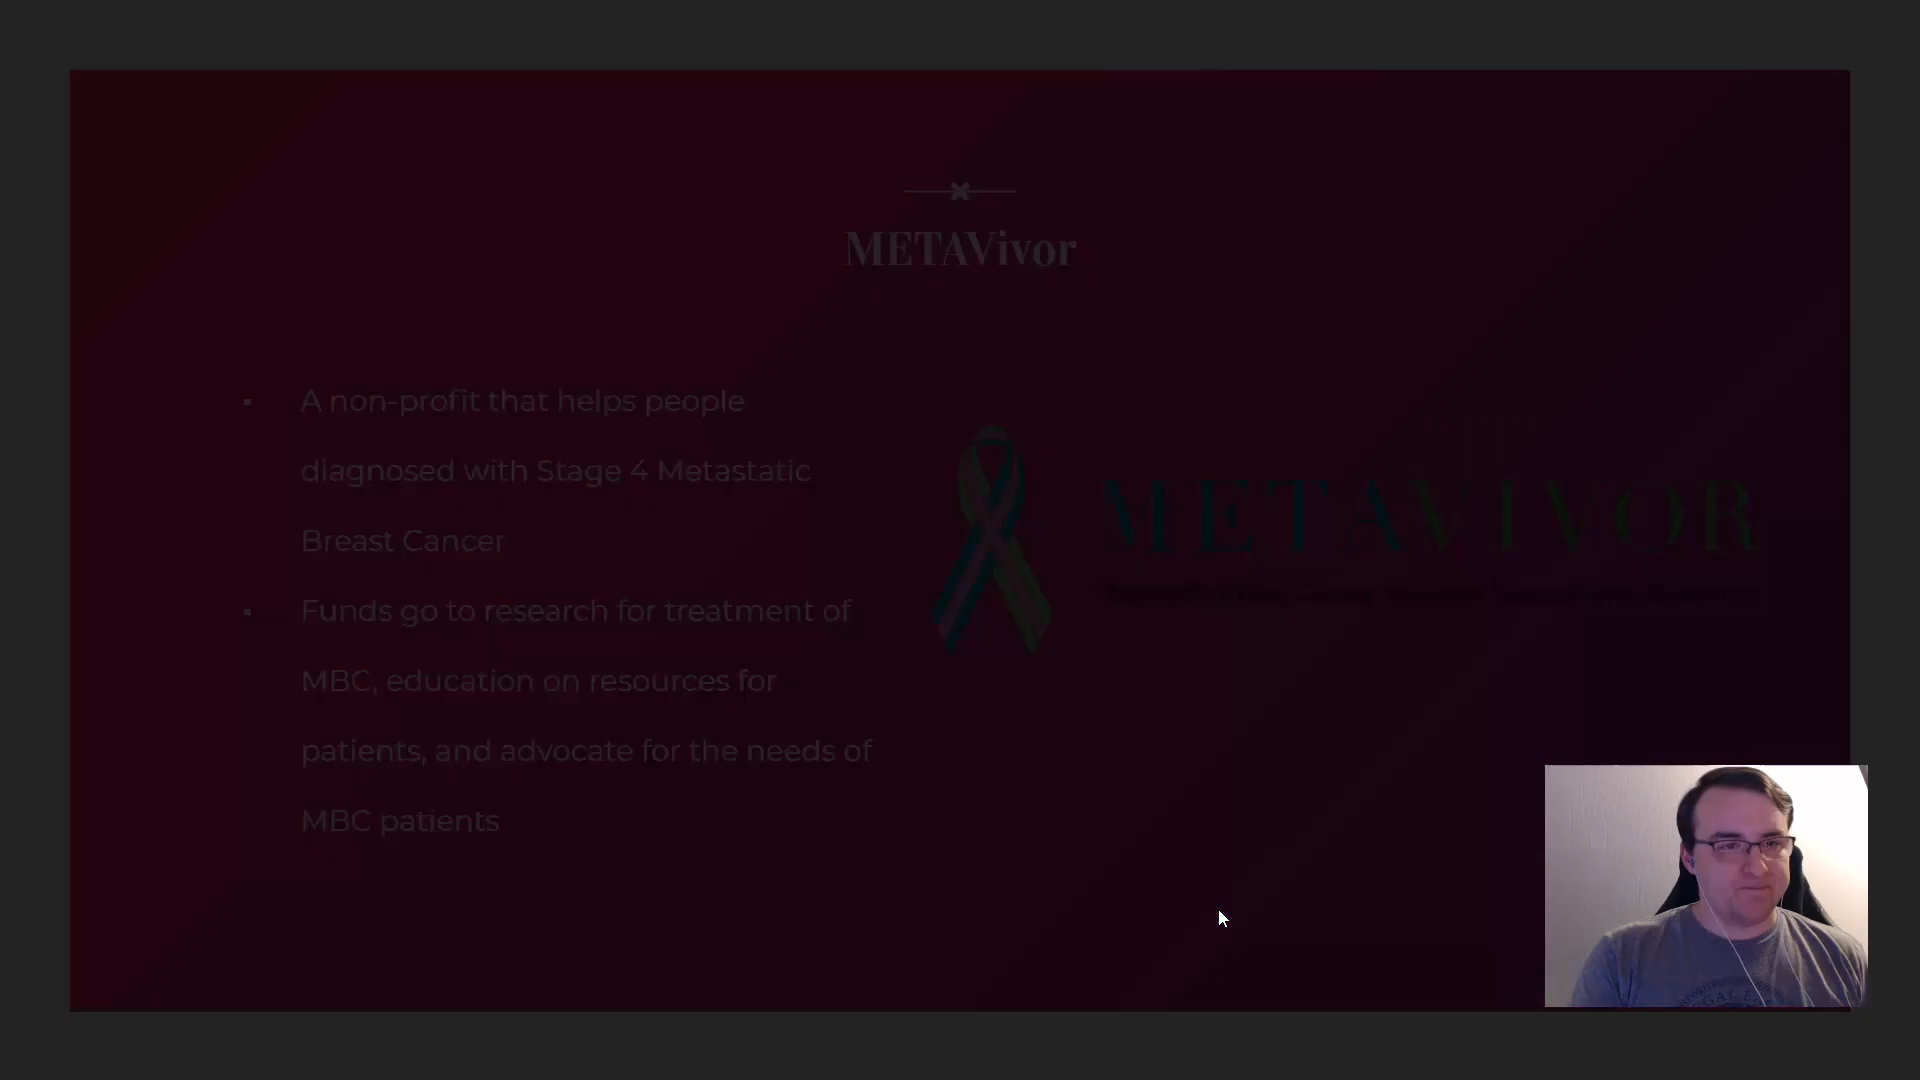 METAVivor
▪ A non-profit that helps people
diagnosed with Stage 4 Metastatic
Breast Cancer
▪ Funds go to research for treatment of
MBC, education on resources for
patients, and advocate for the needs of
MBC patients
METAVIVOR